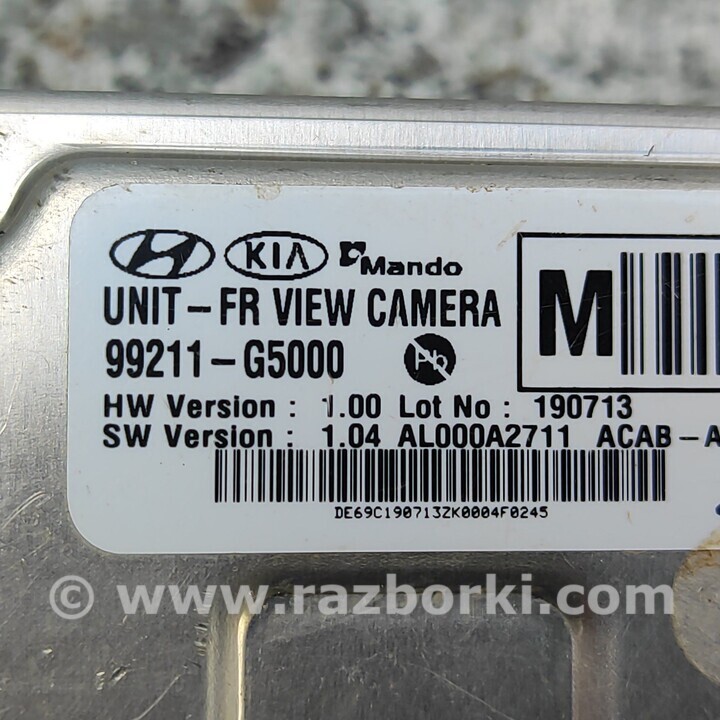 KIA Mando
UNIT-FR VIEW CAMERA
99211-G5000 Pb
M
HW Version : 1.00 Lot No : 190713
SW Version : 1.04 AL000A2711 ACAB-A
DE69C190713ZK0004F0245
© www.razborki.com